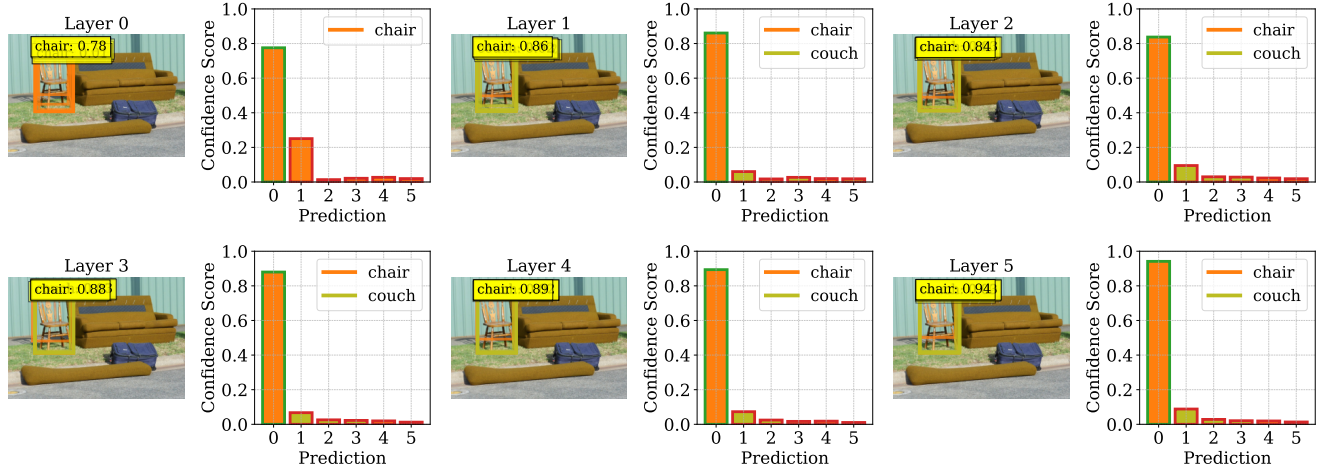 Layer 0
chair: 0.78
Confidence Score
1.0
0.8
0.6
0.4
0.2
0.0
0 1 2 3 4 5
Prediction
chair
Layer 1
chair: 0.86
Confidence Score
1.0
0.8
0.6
0.4
0.2
0.0
0 1 2 3 4 5
Prediction
chair
couch
Layer 2
chair: 0.84
Confidence Score
1.0
0.8
0.6
0.4
0.2
0.0
0 1 2 3 4 5
Prediction
chair
couch
Layer 3
chair: 0.88
Confidence Score
1.0
0.8
0.6
0.4
0.2
0.0
0 1 2 3 4 5
Prediction
chair
couch
Layer 4
chair: 0.89
Confidence Score
1.0
0.8
0.6
0.4
0.2
0.0
0 1 2 3 4 5
Prediction
chair
couch
Layer 5
chair: 0.94
Confidence Score
1.0
0.8
0.6
0.4
0.2
0.0
0 1 2 3 4 5
Prediction
chair
couch